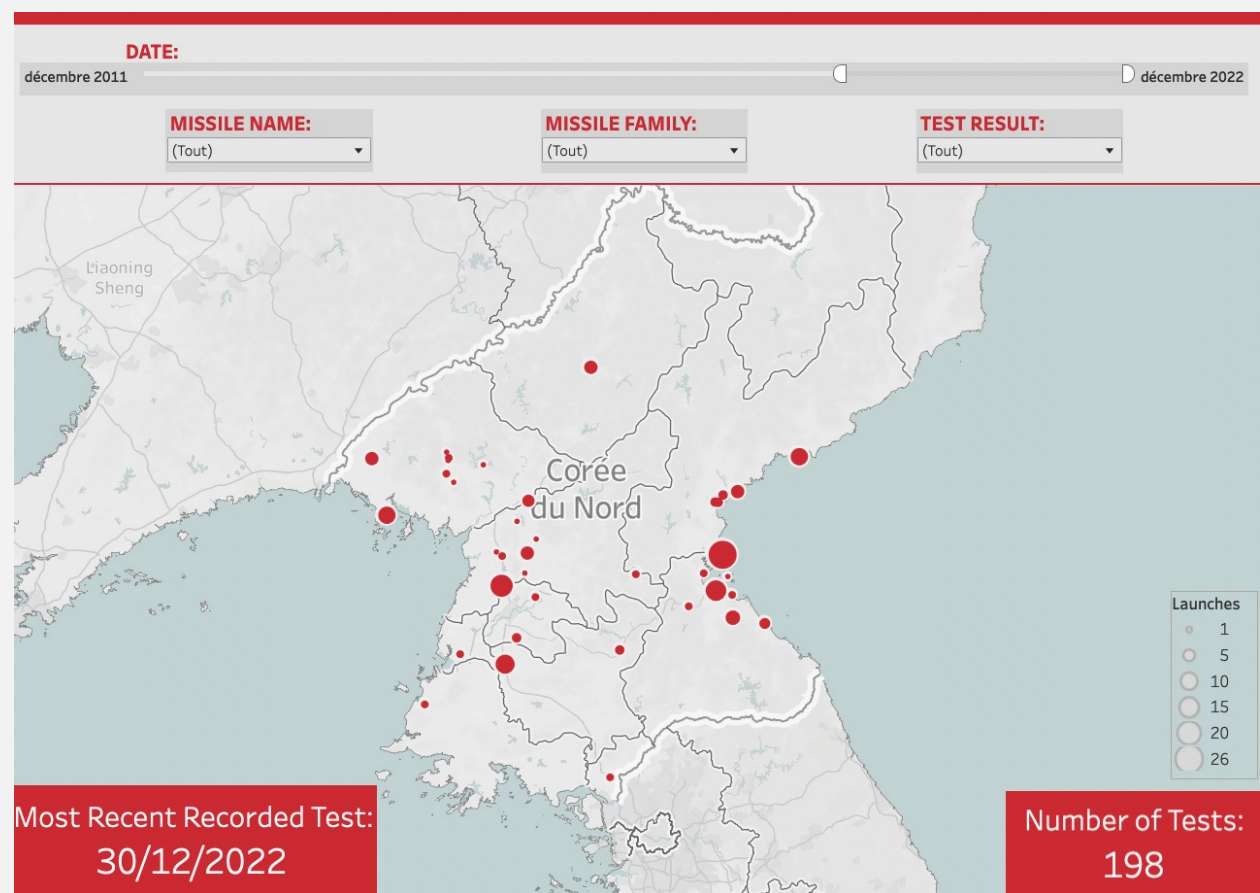 DATE:
décembre 2011
décembre 2022
MISSILE NAME:
MISSILE FAMILY:
TEST RESULT:
(Tout)
(Tout)
(Tout)
Liaoning
Sheng
Corée
du Nord
Launches
1
5
10
15
20
26
Most Recent Recorded Test:
30/12/2022
Number of Tests:
198